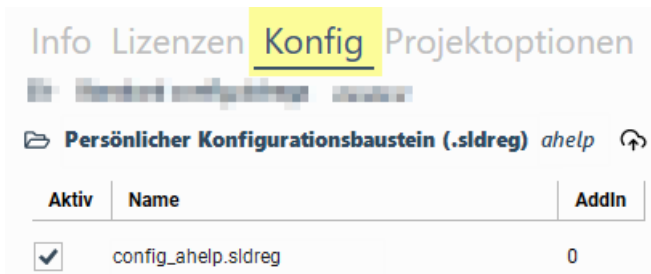 Info Lizenzen Konfig Projektoptionen
Persönlicher Konfigurationsbaustein (.sldreg) ahelp
Aktiv Name AddIn
config_ahelp.sldreg 0